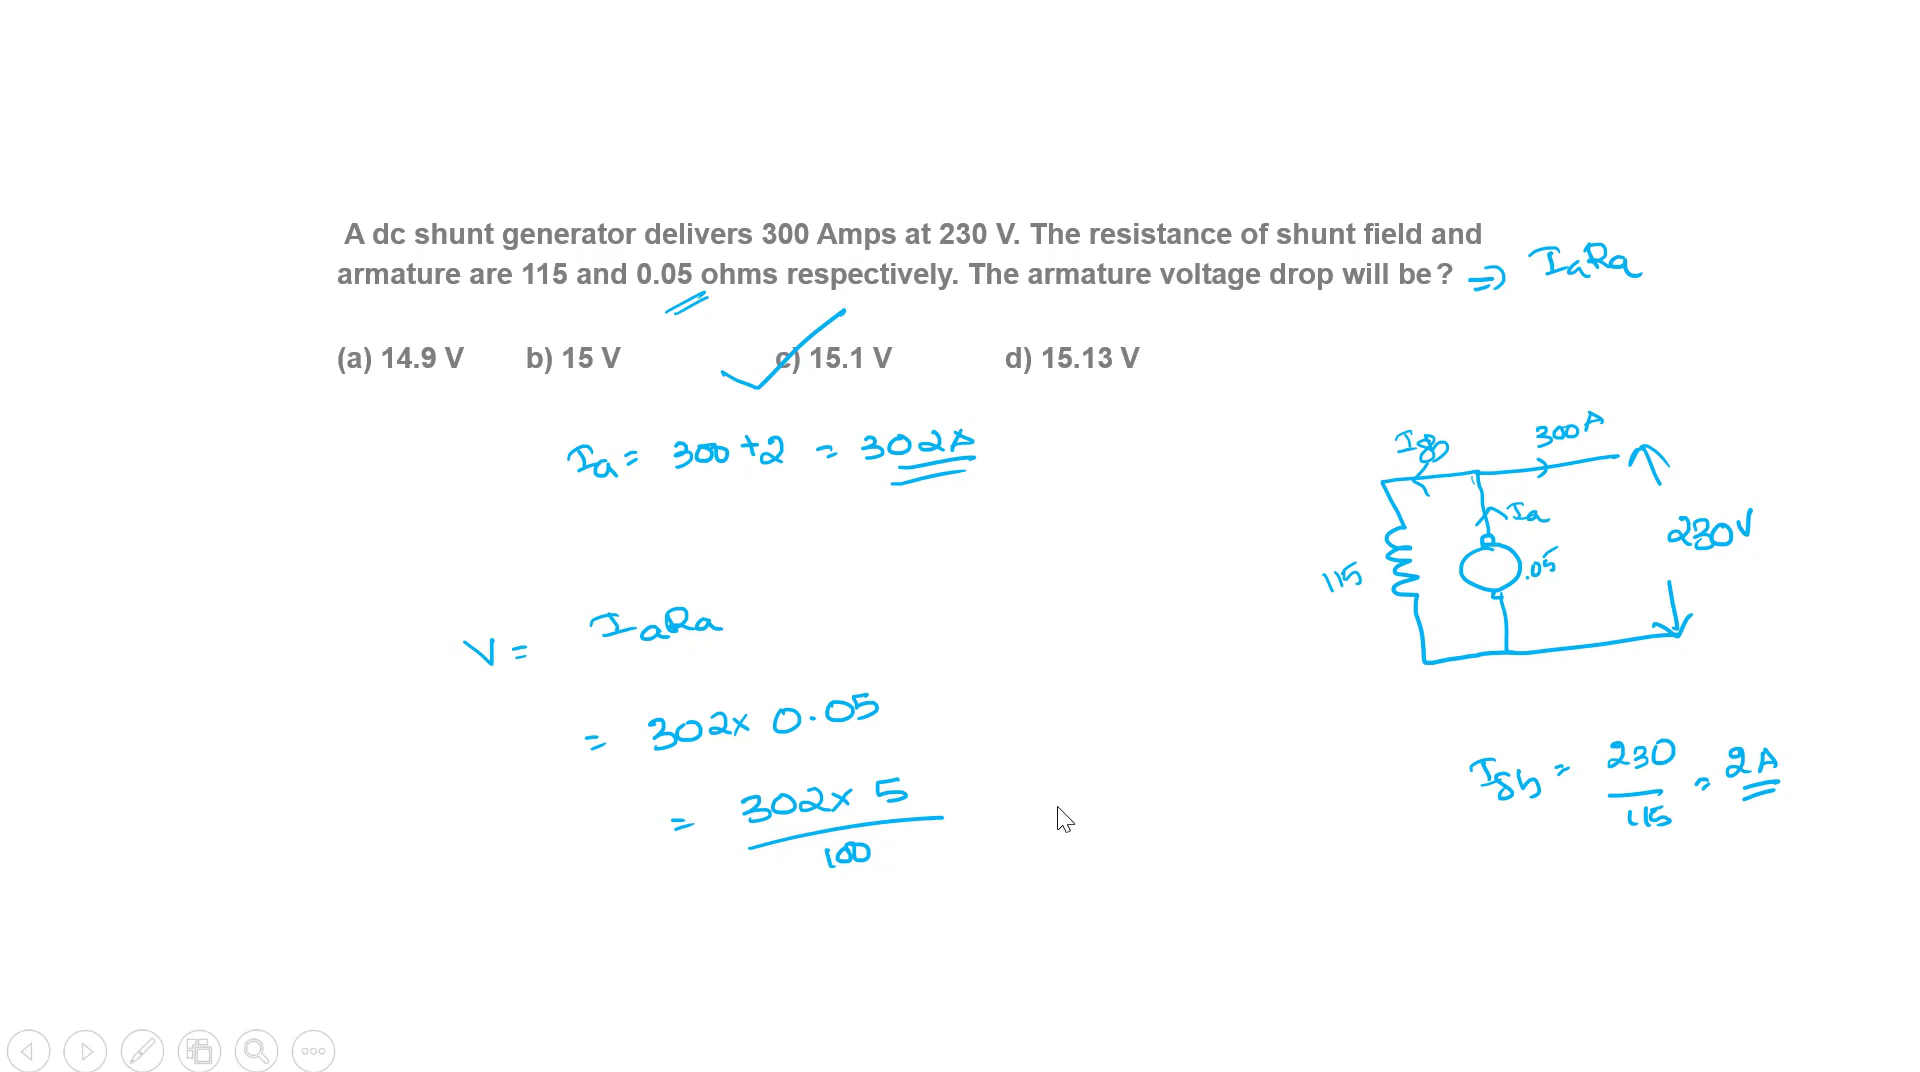 A dc shunt generator delivers 300 Amps at 230 V. The resistance of shunt field and
armature are 115 and 0.05 ohms respectively. The armature voltage drop will be ? ⇒ IaRa
(a) 14.9 V b) 15 V c) 15.1 V d) 15.13 V
Ia = 300 + 2 = 302A
Ish
300A
Ia
230V
115
.05
V = IaRa
= 302 x 0.05
= 302 x 5
100
Ish = 230 = 2A
115